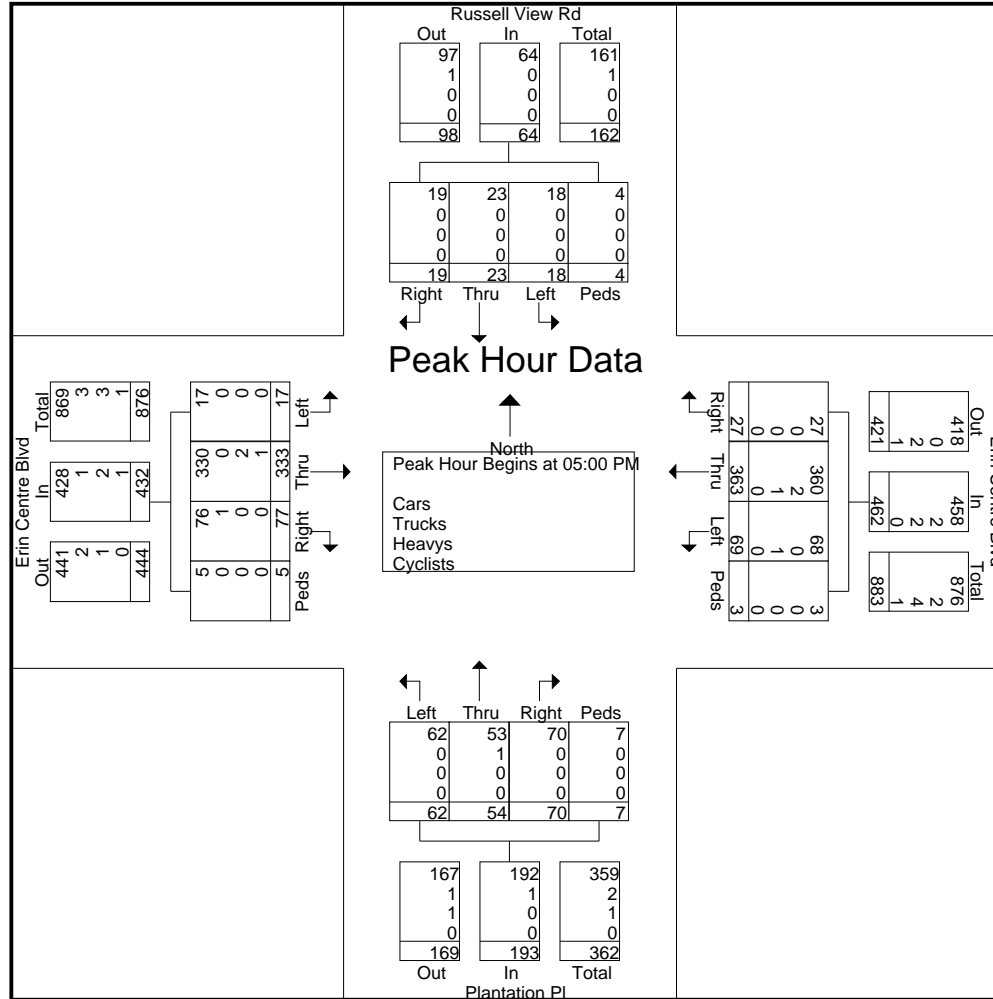 Russell View Rd
Out In Total
97 64 161
1 0 1
0 0 0
0 0 0
98 64 162
19 23 18 4
0 0 0 0
0 0 0 0
0 0 0 0
19 23 18 4
Right Thru Left Peds
Peak Hour Data
Erin Centre Blvd
Out In Total
441 428 869
2 1 3
1 2 3
0 1 1
444 432 876
5 76 330 17
0 1 0 0
0 0 2 0
0 0 1 0
5 77 333 17
Peds Right Thru Left
North
Peak Hour Begins at 05:00 PM
Cars
Trucks
Heavys
Cyclists
Out In Total
418 458 876
0 2 2
2 2 4
1 0 1
421 462 883
27 360 68 3
0 2 0 0
0 1 1 0
0 0 0 0
27 363 69 3
Right Thru Left Peds
Left Thru Right Peds
62 53 70 7
0 1 0 0
0 0 0 0
0 0 0 0
62 54 70 7
167 192 359
1 1 2
1 0 1
0 0 0
169 193 362
Out In Total
Plantation Pl